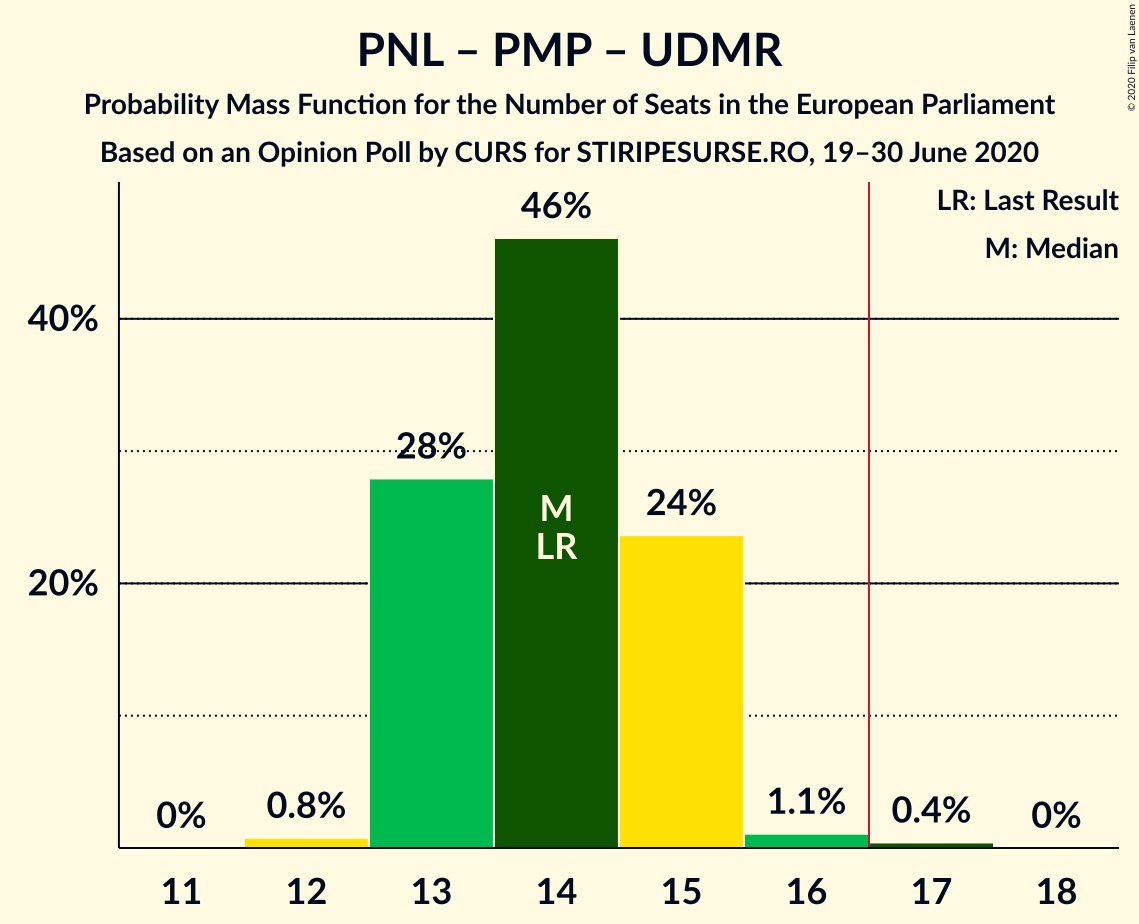 PNL – PMP – UDMR
Probability Mass Function for the Number of Seats in the European Parliament
Based on an Opinion Poll by CURS for STIRIPESURSE.RO, 19–30 June 2020
© 2020 Filip van Laenen
LR: Last Result
M: Median
46%
40%
28%
24%
M
LR
20%
0%
0.8%
1.1%
0.4%
0%
11 12 13 14 15 16 17 18